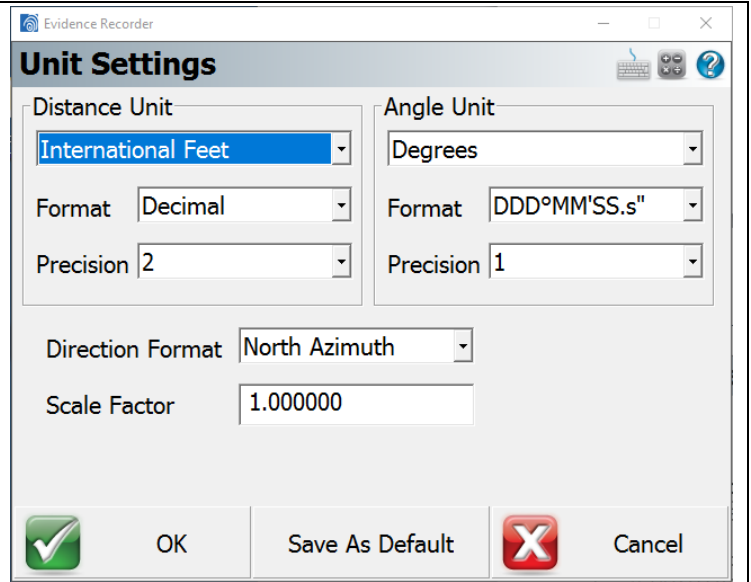 Evidence Recorder
Unit Settings
Distance Unit
International Feet
Format Decimal
Precision 2
Angle Unit
Degrees
Format DDD°MM'SS.s"
Precision 1
Direction Format North Azimuth
Scale Factor 1.000000
OK
Save As Default
Cancel